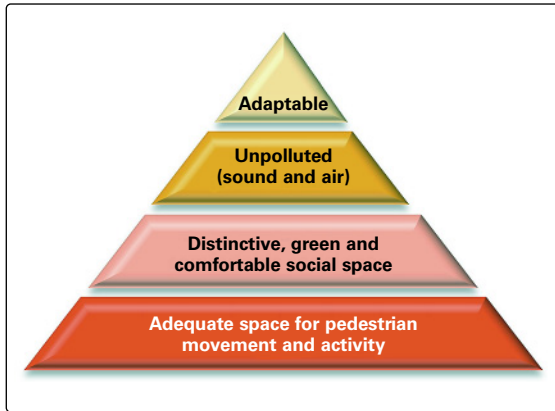 Adaptable
Unpolluted
(sound and air)
Distinctive, green and
comfortable social space
Adequate space for pedestrian
movement and activity